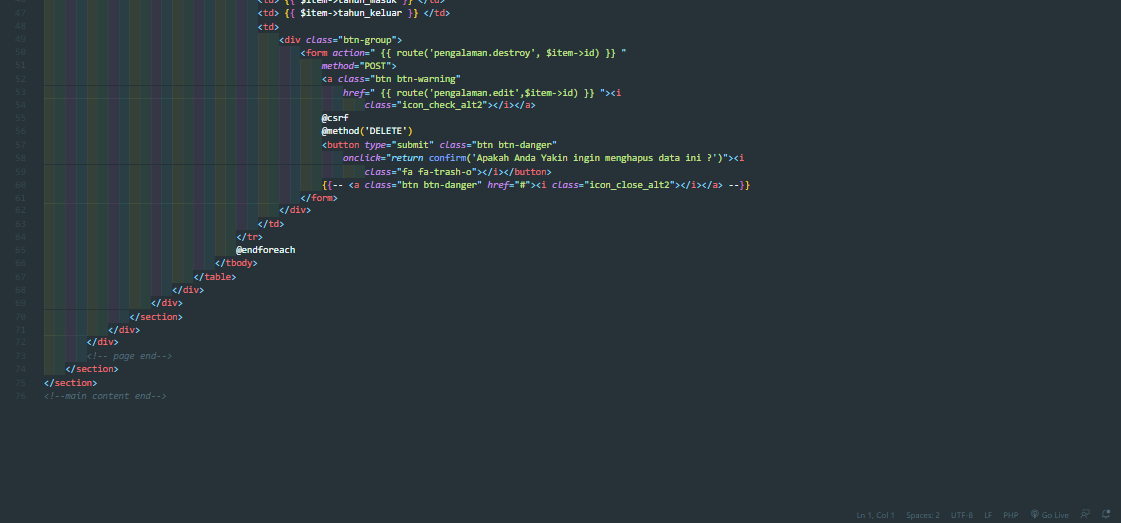 <td> {{ $item->tahun_masuk }} </td>
47 <td> {{ $item->tahun_keluar }} </td>
48 <td>
49 <div class="btn-group">
50 <form action=" {{ route('pengalaman.destroy', $item->id) }} "
51 method="POST">
52 <a class="btn btn-warning"
53 href=" {{ route('pengalaman.edit',$item->id) }} "><i
54 class="icon_check_alt2"></i></a>
55 @csrf
56 @method('DELETE')
57 <button type="submit" class="btn btn-danger"
58 onclick="return confirm('Apakah Anda Yakin ingin menghapus data ini ?')"><i
59 class="fa fa-trash-o"></i></button>
60 {{-- <a class="btn btn-danger" href="#"><i class="icon_close_alt2"></i></a> --}}
61 </form>
62 </div>
63 </td>
64 </tr>
65 @endforeach
66 </tbody>
67 </table>
68 </div>
69 </div>
70 </section>
71 </div>
72 </div>
73 <!-- page end-->
74 </section>
75 </section>
76 <!--main content end-->
Ln 1, Col 1 Spaces: 2 UTF-8 LF PHP Go Live